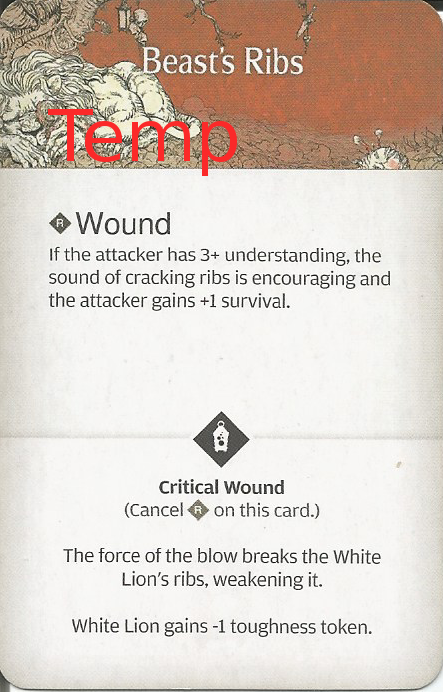 Beast's Ribs
Temp
R Wound
If the attacker has 3+ understanding, the
sound of cracking ribs is encouraging and
the attacker gains +1 survival.
Critical Wound
(Cancel R on this card.)
The force of the blow breaks the White
Lion's ribs, weakening it.
White Lion gains -1 toughness token.